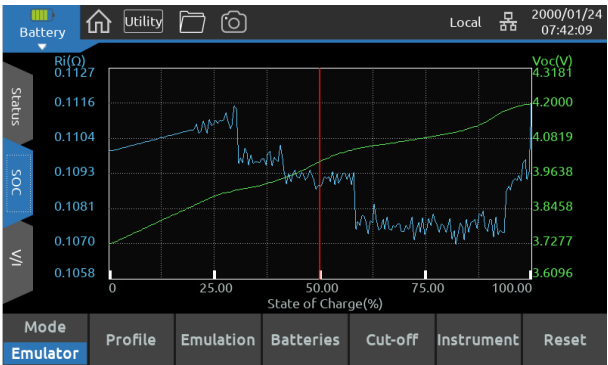 Battery
Utility
Local
2000/01/24
07:42:09
Ri(Ω)
Voc(V)
0.1127
4.3181
0.1116
4.2000
0.1104
4.0819
0.1093
3.9638
0.1081
3.8458
0.1070
3.7277
0.1058
3.6096
Status
SOC
V/I
0
25.00
50.00
75.00
100.00
State of Charge(%)
Mode
Emulator
Profile
Emulation
Batteries
Cut-off
Instrument
Reset